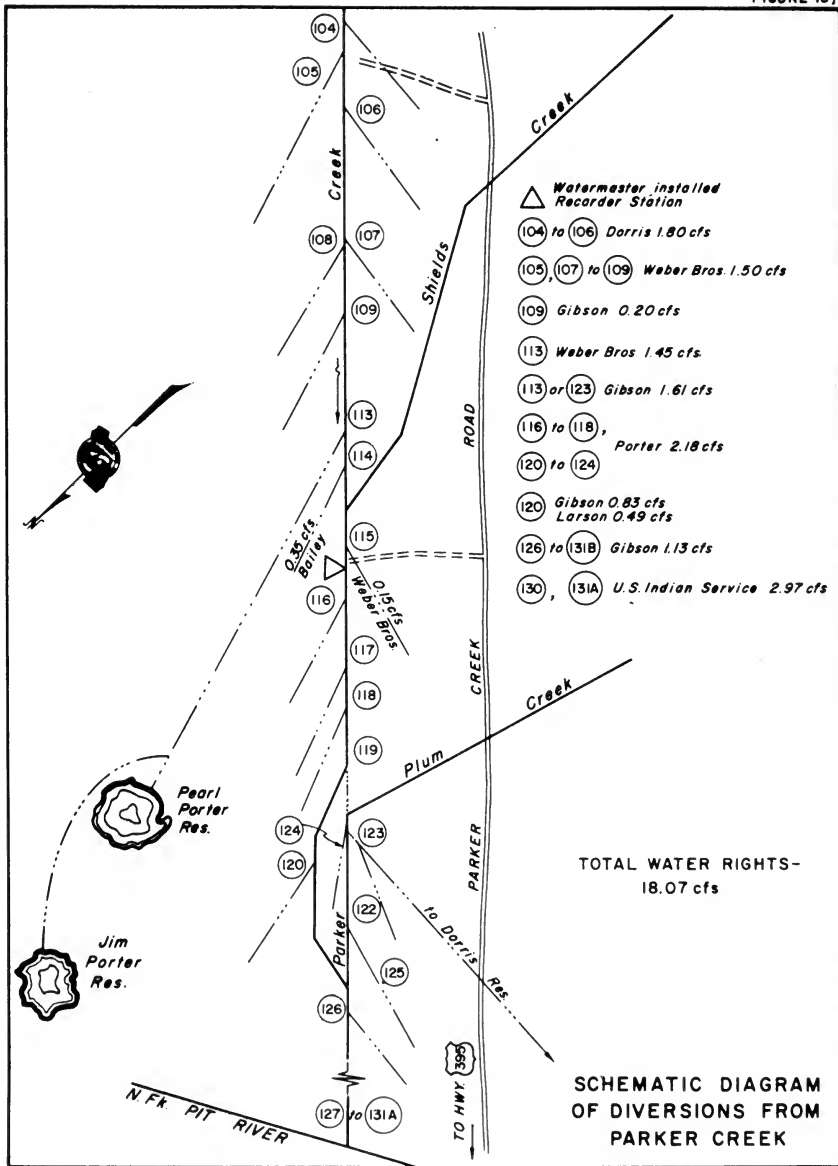 104
105
106
Creek
Creek
108
107
Shields
109
113
114
0.35 cfs
Bailey
115
0.15 cfs
Weber Bros.
116
117
118
119
Pearl
Porter
Res.
124
120
123
Plum
Creek
122
Parker
125
126
to Dorris Res.
Jim
Porter
Res.
N. Fk. PIT RIVER
127 to 131A
TO HWY. 395
ROAD
CREEK
PARKER
Watermaster installed
Recorder Station
104 to 106 Dorris 1.80 cfs
105, 107 to 109 Weber Bros. 1.50 cfs
109 Gibson 0.20 cfs
113 Weber Bros 1.45 cfs.
113 or 123 Gibson 1.61 cfs
116 to 118,
Porter 2.18 cfs
120 to 124
120 Gibson 0.83 cfs
Larson 0.49 cfs
126 to 131B Gibson 1.13 cfs
130, 131A U.S. Indian Service 2.97 cfs
TOTAL WATER RIGHTS-
18.07 cfs
SCHEMATIC DIAGRAM
OF DIVERSIONS FROM
PARKER CREEK